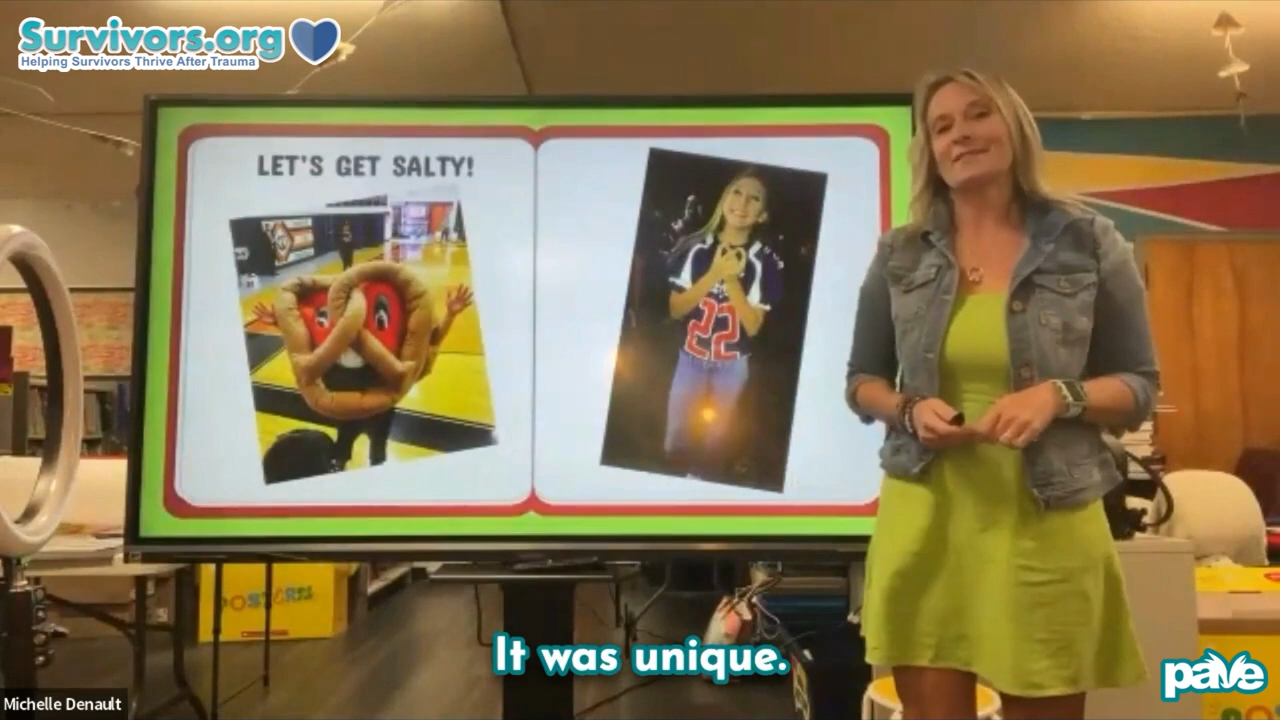 Survivors.org
Helping Survivors Thrive After Trauma
LET'S GET SALTY!
22
It was unique.
pave
Michelle Denault